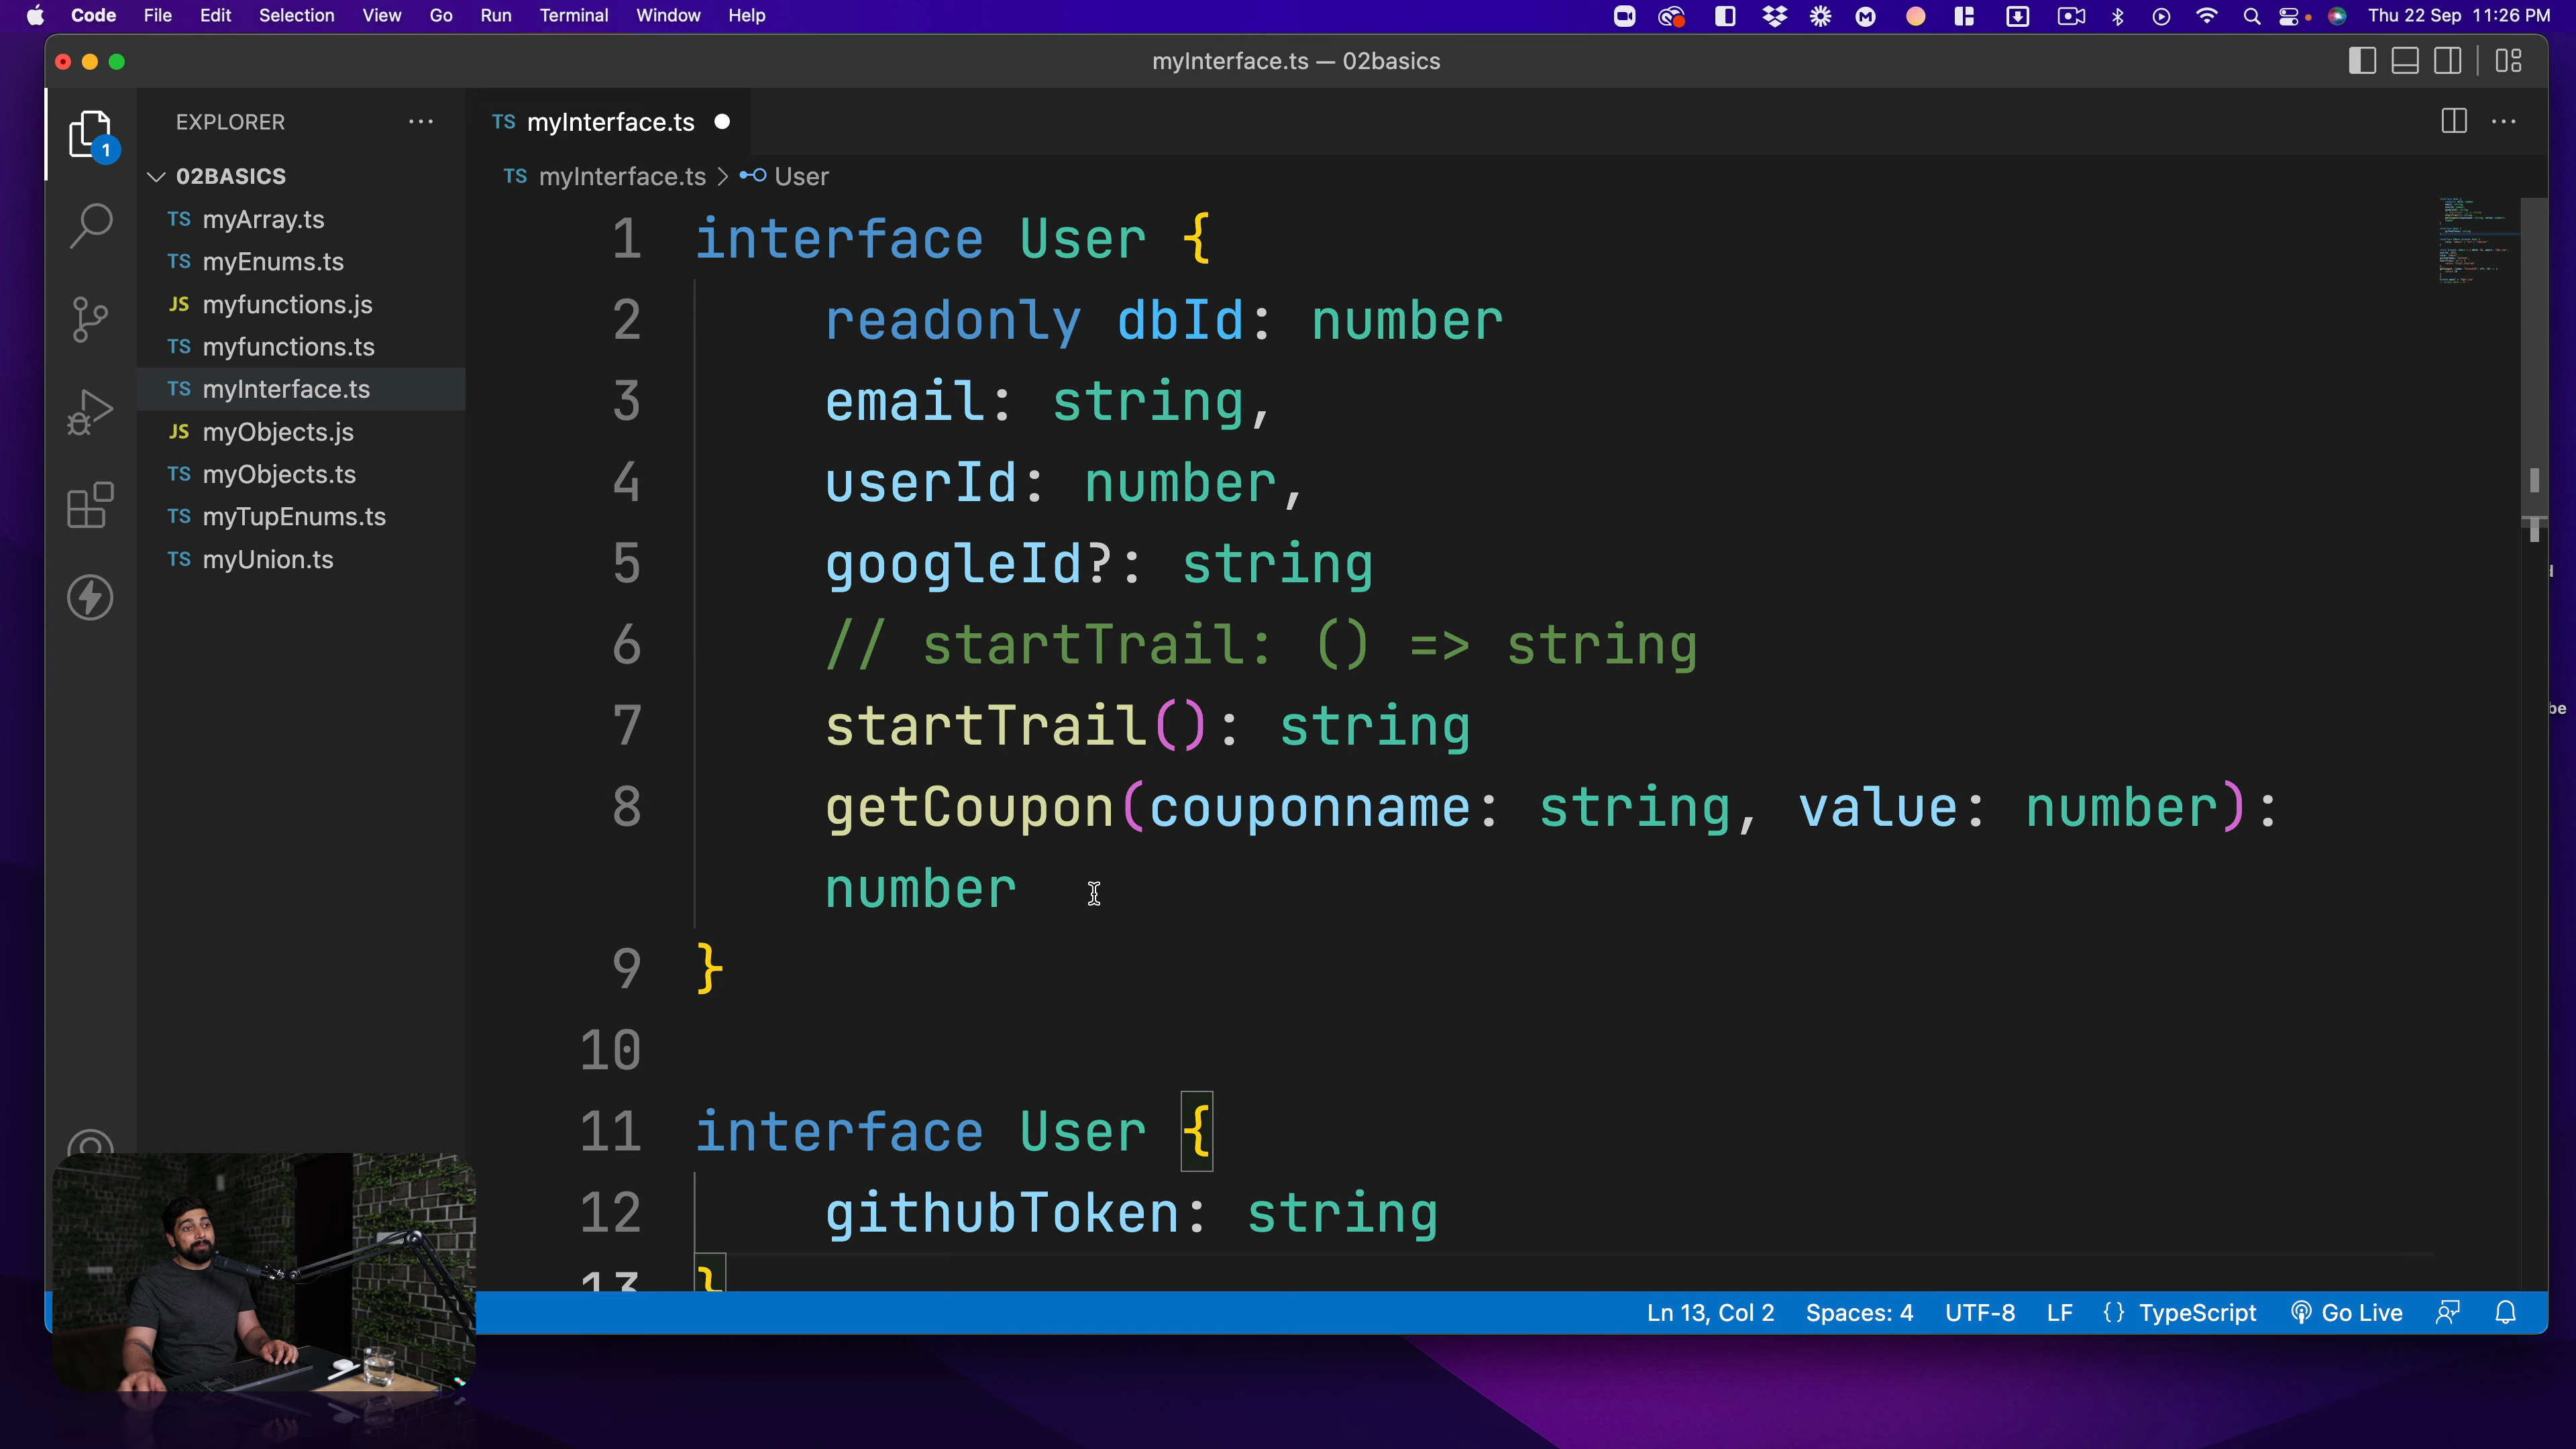 Code File Edit Selection View Go Run Terminal Window Help Thu 22 Sep 11:26 PM
myInterface.ts — 02basics
EXPLORER
TS myInterface.ts
1
02BASICS
TS myInterface.ts > User
TS myArray.ts
TS myEnums.ts
JS myfunctions.js
TS myfunctions.ts
TS myInterface.ts
JS myObjects.js
TS myObjects.ts
TS myTupEnums.ts
TS myUnion.ts
1 interface User {
2 readonly dbId: number
3 email: string,
4 userId: number,
5 googleId?: string
6 // startTrail: () => string
7 startTrail(): string
8 getCoupon(couponname: string, value: number):
number
9 }
10
11 interface User {
12 githubToken: string
13 }
be
Ln 13, Col 2 Spaces: 4 UTF-8 LF {} TypeScript Go Live